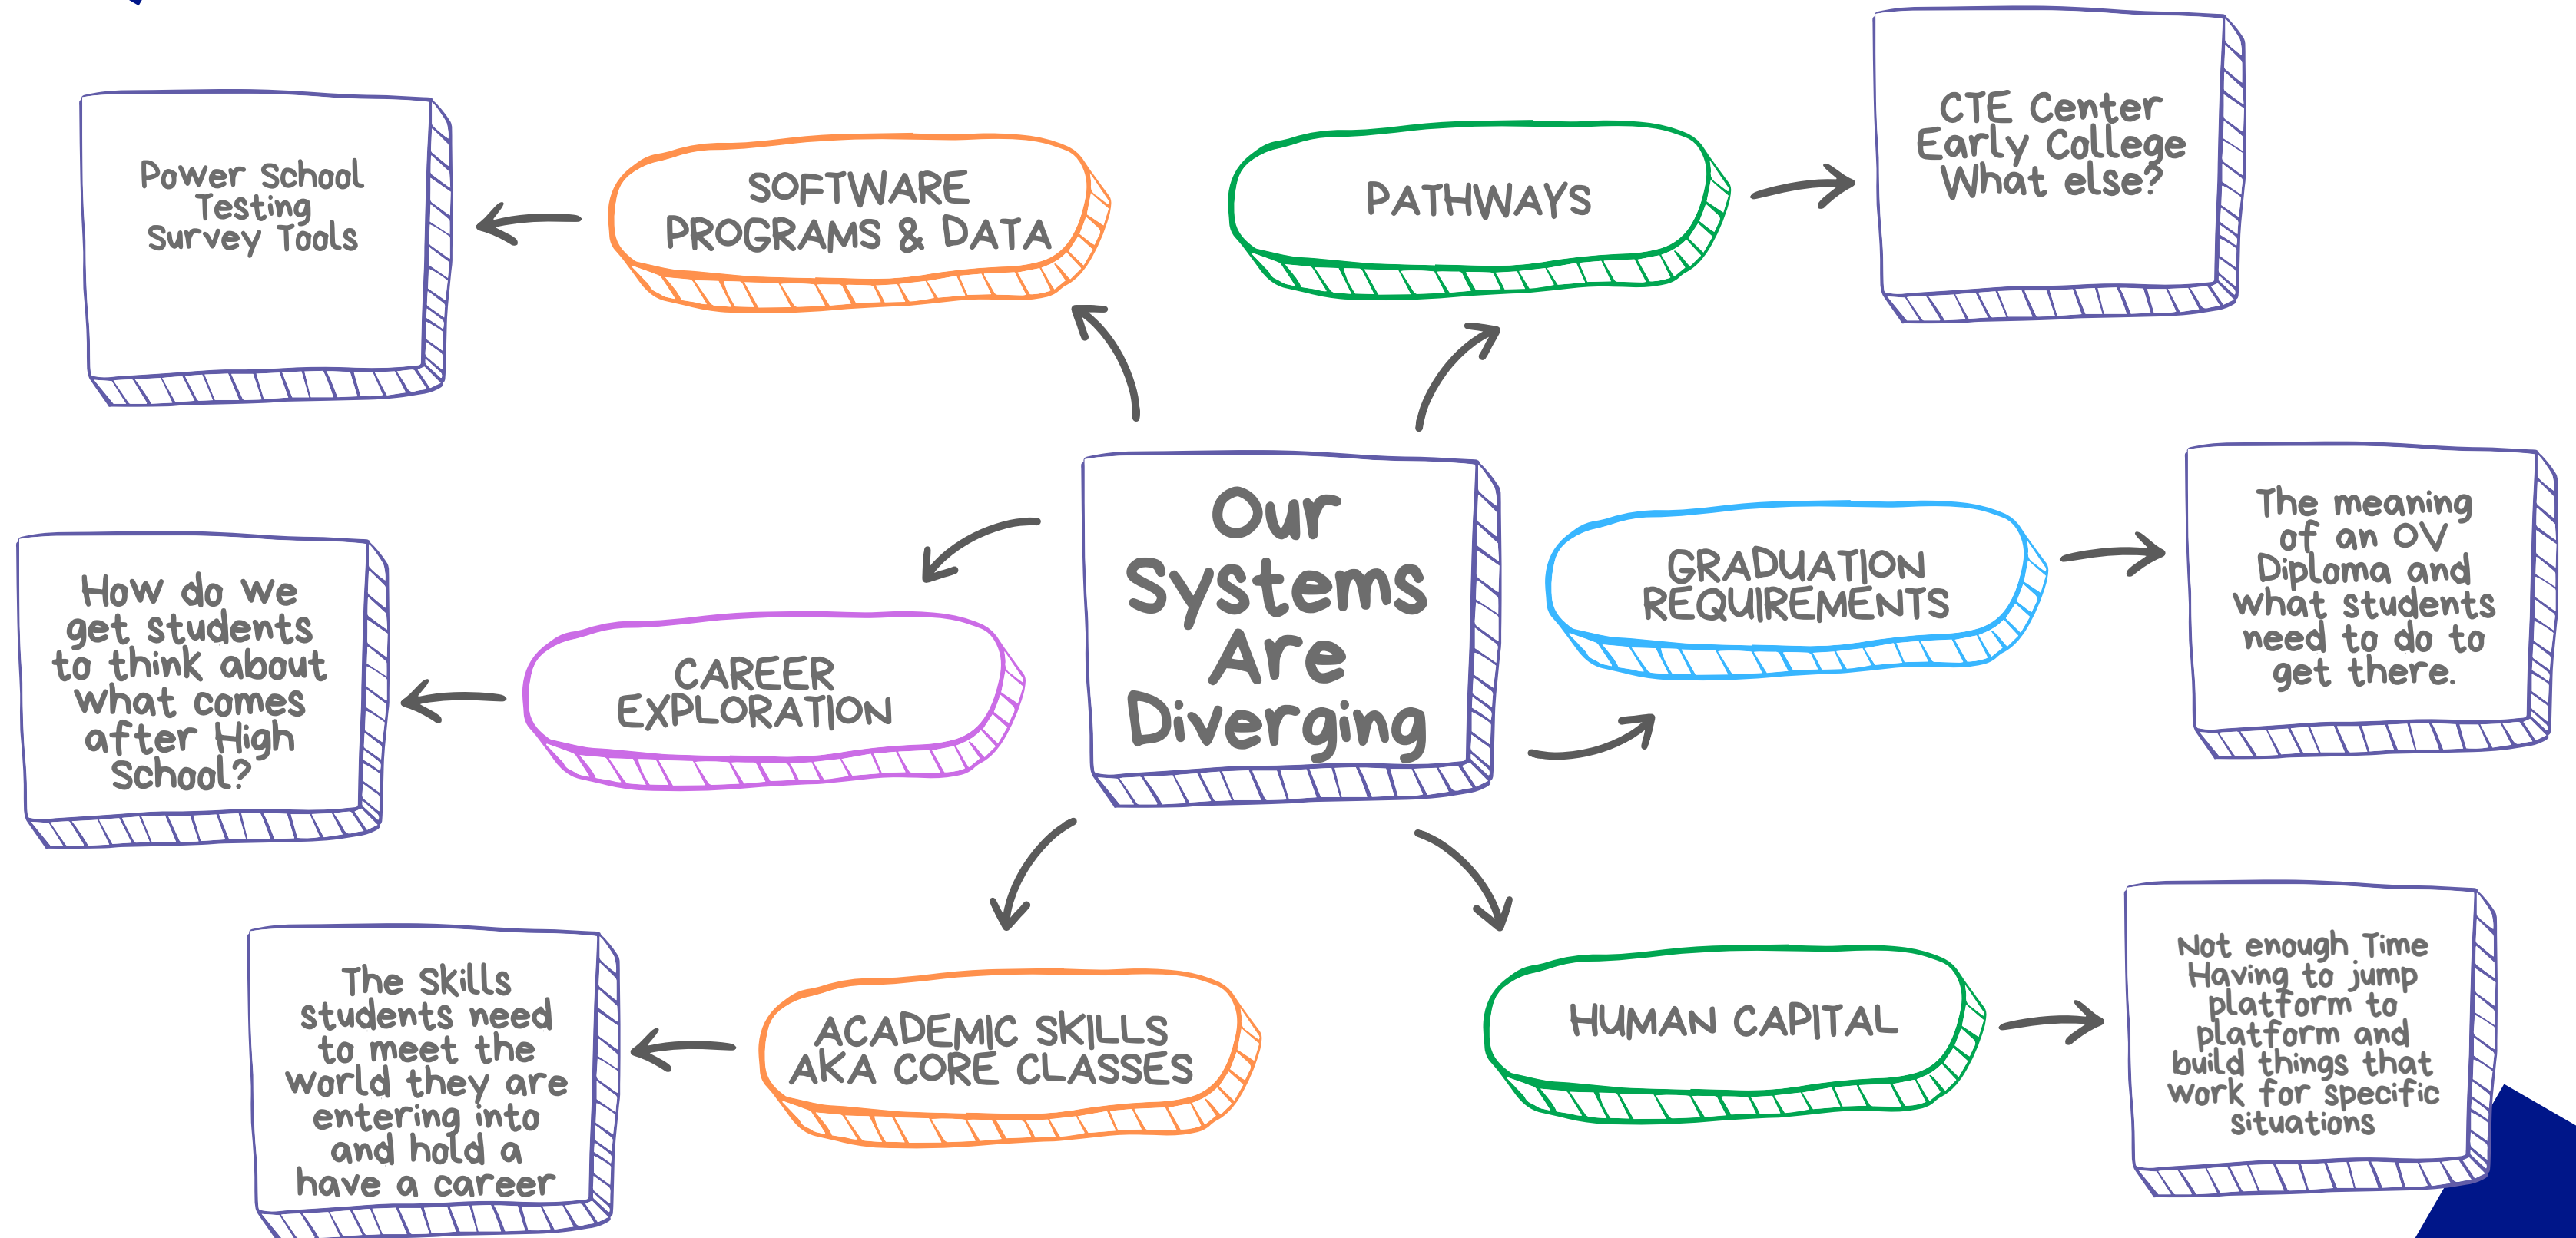 Our
Systems
Are
Diverging
SOFTWARE
PROGRAMS & DATA
Power School
Testing
Survey Tools
PATHWAYS
CTE Center
Early College
What else?
CAREER
EXPLORATION
How do we
get students
to think about
what comes
after High
School?
GRADUATION
REQUIREMENTS
The meaning
of an OV
Diploma and
what students
need to do to
get there.
ACADEMIC SKILLS
AKA CORE CLASSES
The Skills
students need
to meet the
world they are
entering into
and hold a
have a career
HUMAN CAPITAL
Not enough Time
Having to jump
platform to
platform and
build things that
work for specific
situations